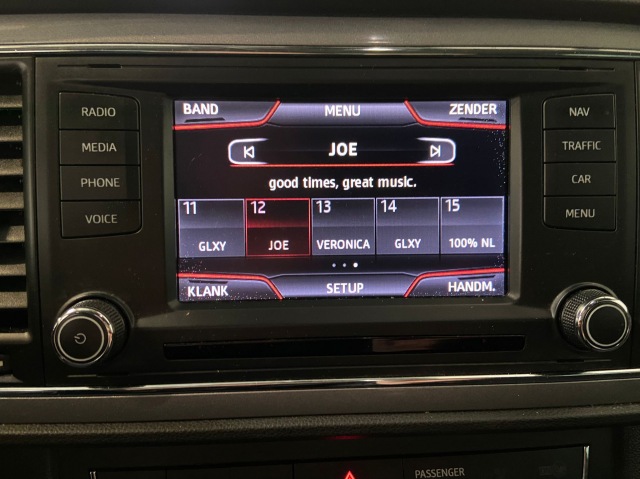 RADIO
MEDIA
PHONE
VOICE
BAND MENU ZENDER
JOE
good times, great music.
11 12 13 14 15
GLXY JOE VERONICA GLXY 100% NL
KLANK SETUP HANDM.
NAV
TRAFFIC
CAR
MENU
PASSENGER